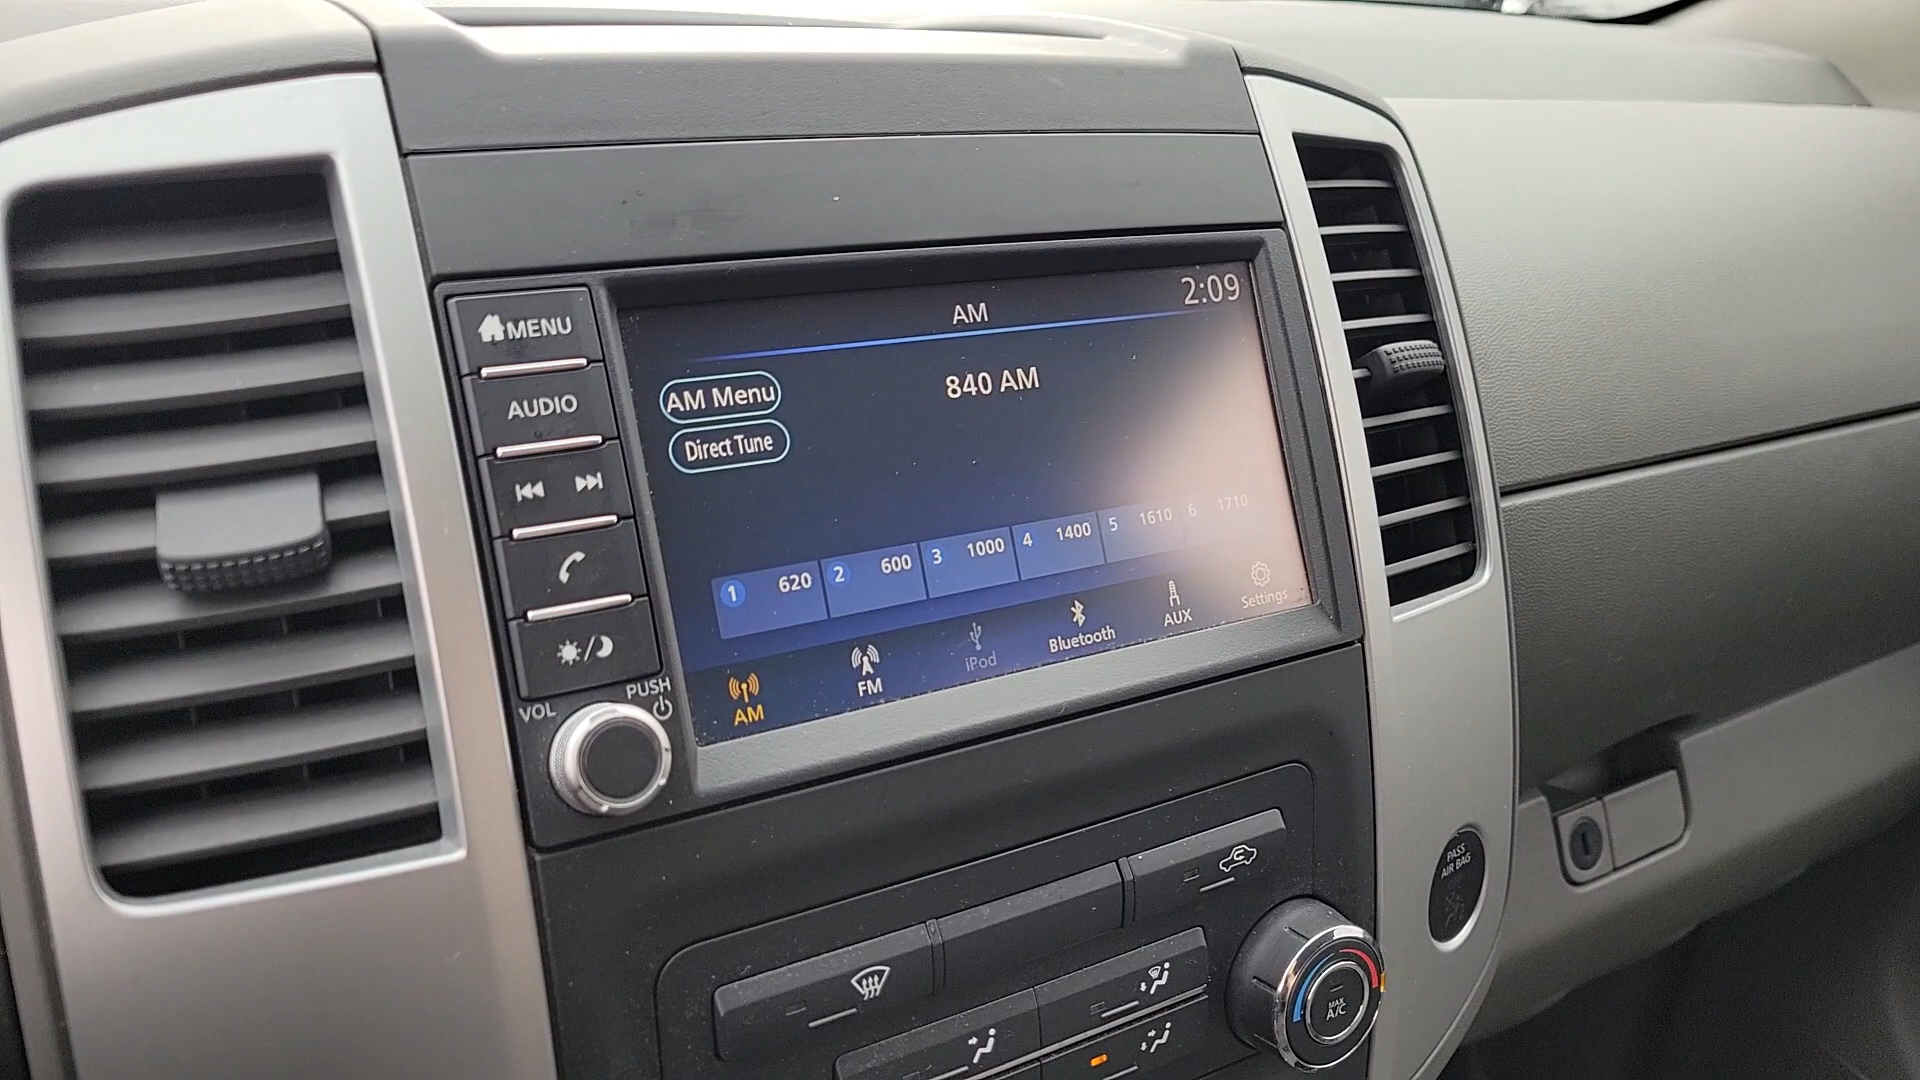 2:09
AM
MENU
AM Menu
840 AM
AUDIO
Direct Tune
1 620 2 600 3 1000 4 1400 5 1610 6 1710
AM FM iPod Bluetooth AUX Settings
VOL PUSH
PASS
AIR BAG
MAX
A/C